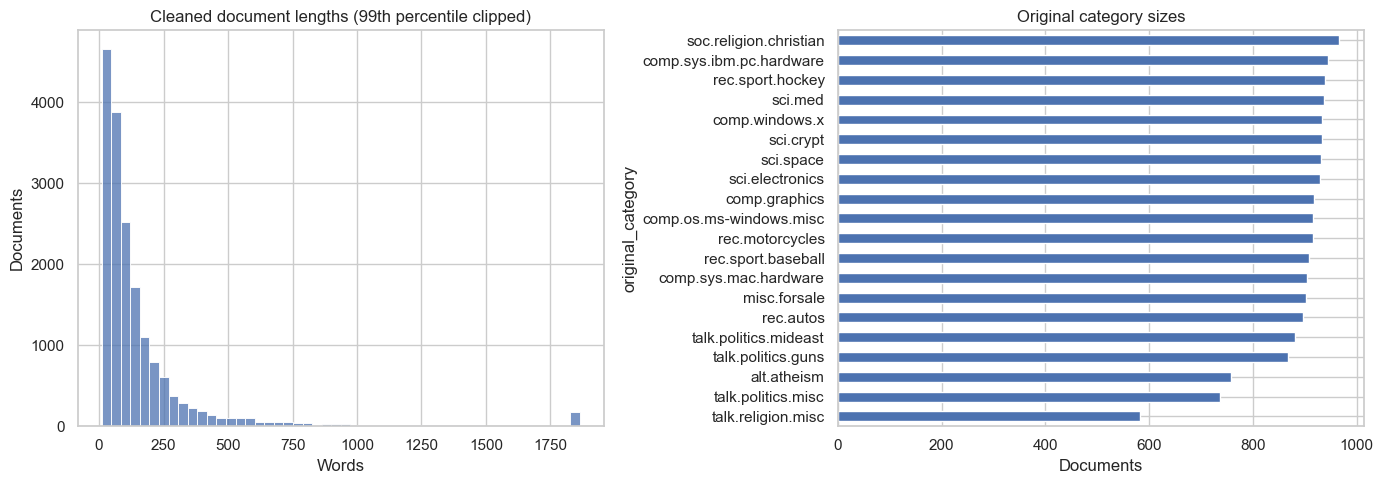 Cleaned document lengths (99th percentile clipped)
Documents
4000
3000
2000
1000
0
0 250 500 750 1000 1250 1500 1750
Words
Original category sizes
original_category
soc.religion.christian
comp.sys.ibm.pc.hardware
rec.sport.hockey
sci.med
comp.windows.x
sci.crypt
sci.space
sci.electronics
comp.graphics
comp.os.ms-windows.misc
rec.motorcycles
rec.sport.baseball
comp.sys.mac.hardware
misc.forsale
rec.autos
talk.politics.mideast
talk.politics.guns
alt.atheism
talk.politics.misc
talk.religion.misc
0 200 400 600 800 1000
Documents